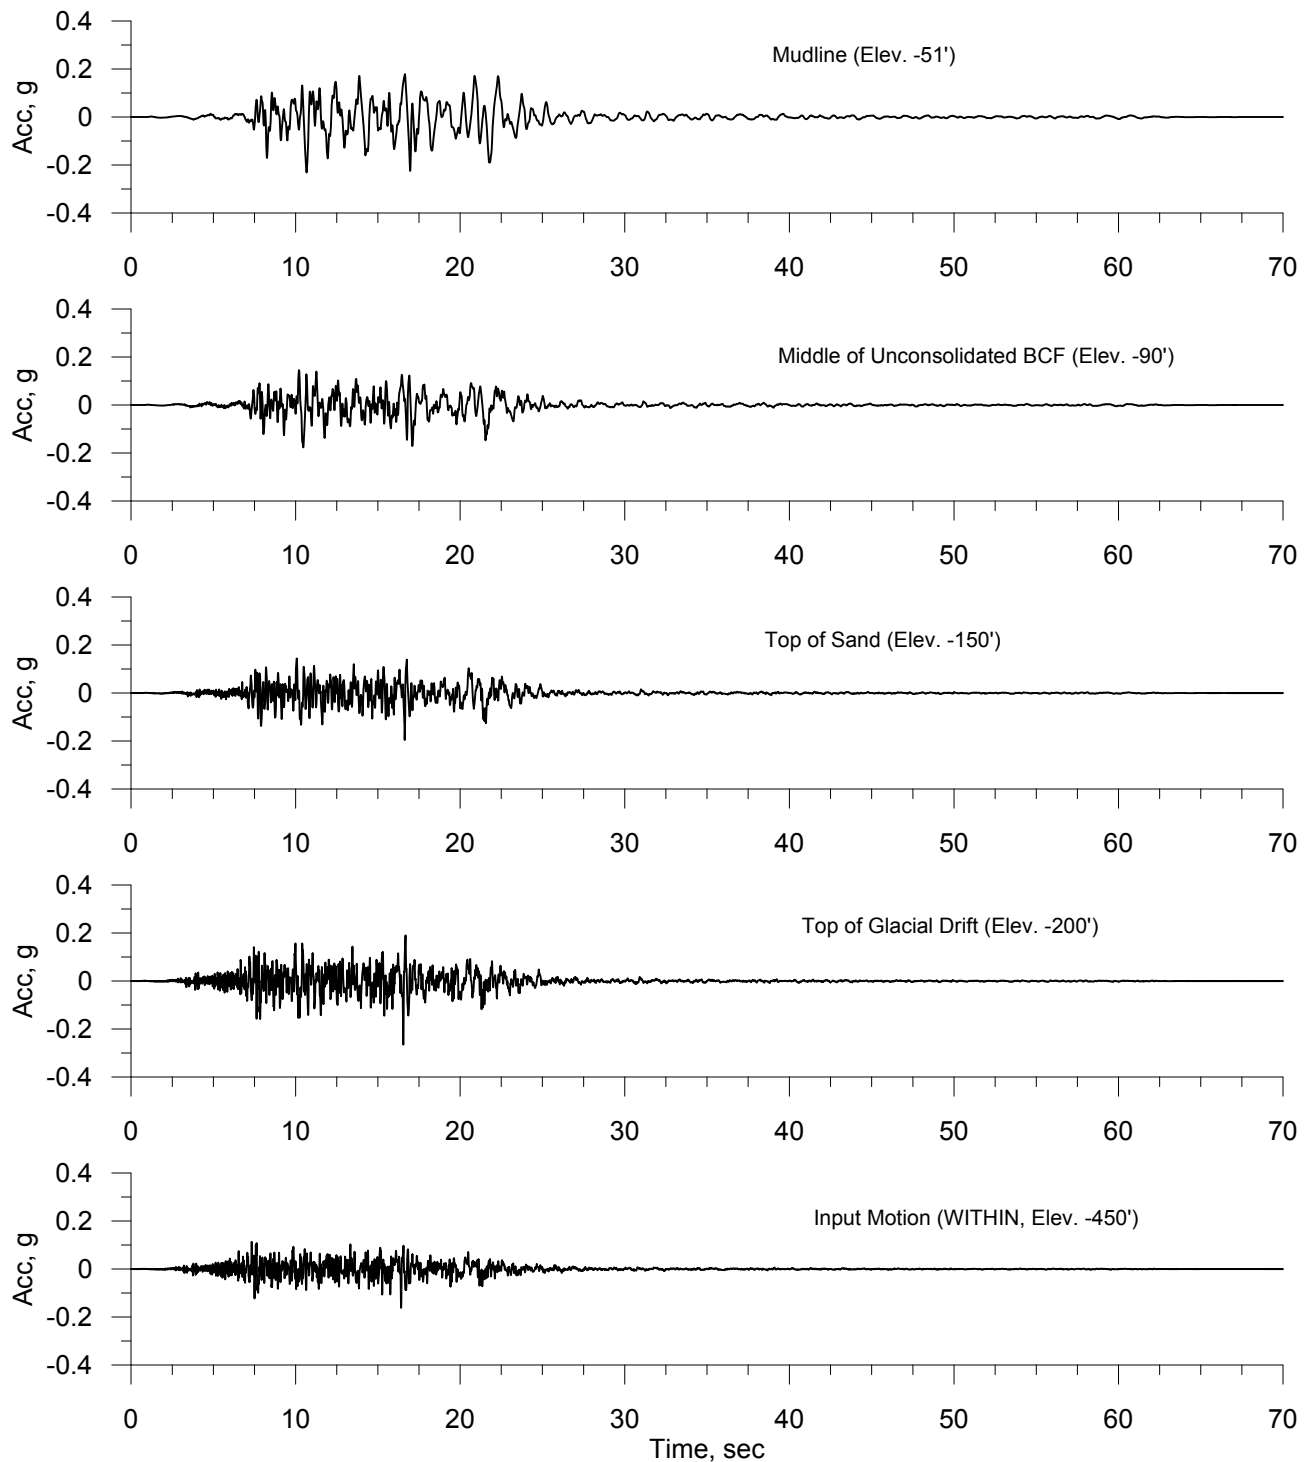 0.4
Mudline (Elev. -51')
0.2
Acc, g
0
-0.2
-0.4
0 10 20 30 40 50 60 70
0.4
Middle of Unconsolidated BCF (Elev. -90')
0.2
Acc, g
0
-0.2
-0.4
0 10 20 30 40 50 60 70
0.4
Top of Sand (Elev. -150')
0.2
Acc, g
0
-0.2
-0.4
0 10 20 30 40 50 60 70
0.4
Top of Glacial Drift (Elev. -200')
0.2
Acc, g
0
-0.2
-0.4
0 10 20 30 40 50 60 70
0.4
Input Motion (WITHIN, Elev. -450')
0.2
Acc, g
0
-0.2
-0.4
0 10 20 30 40 50 60 70
Time, sec